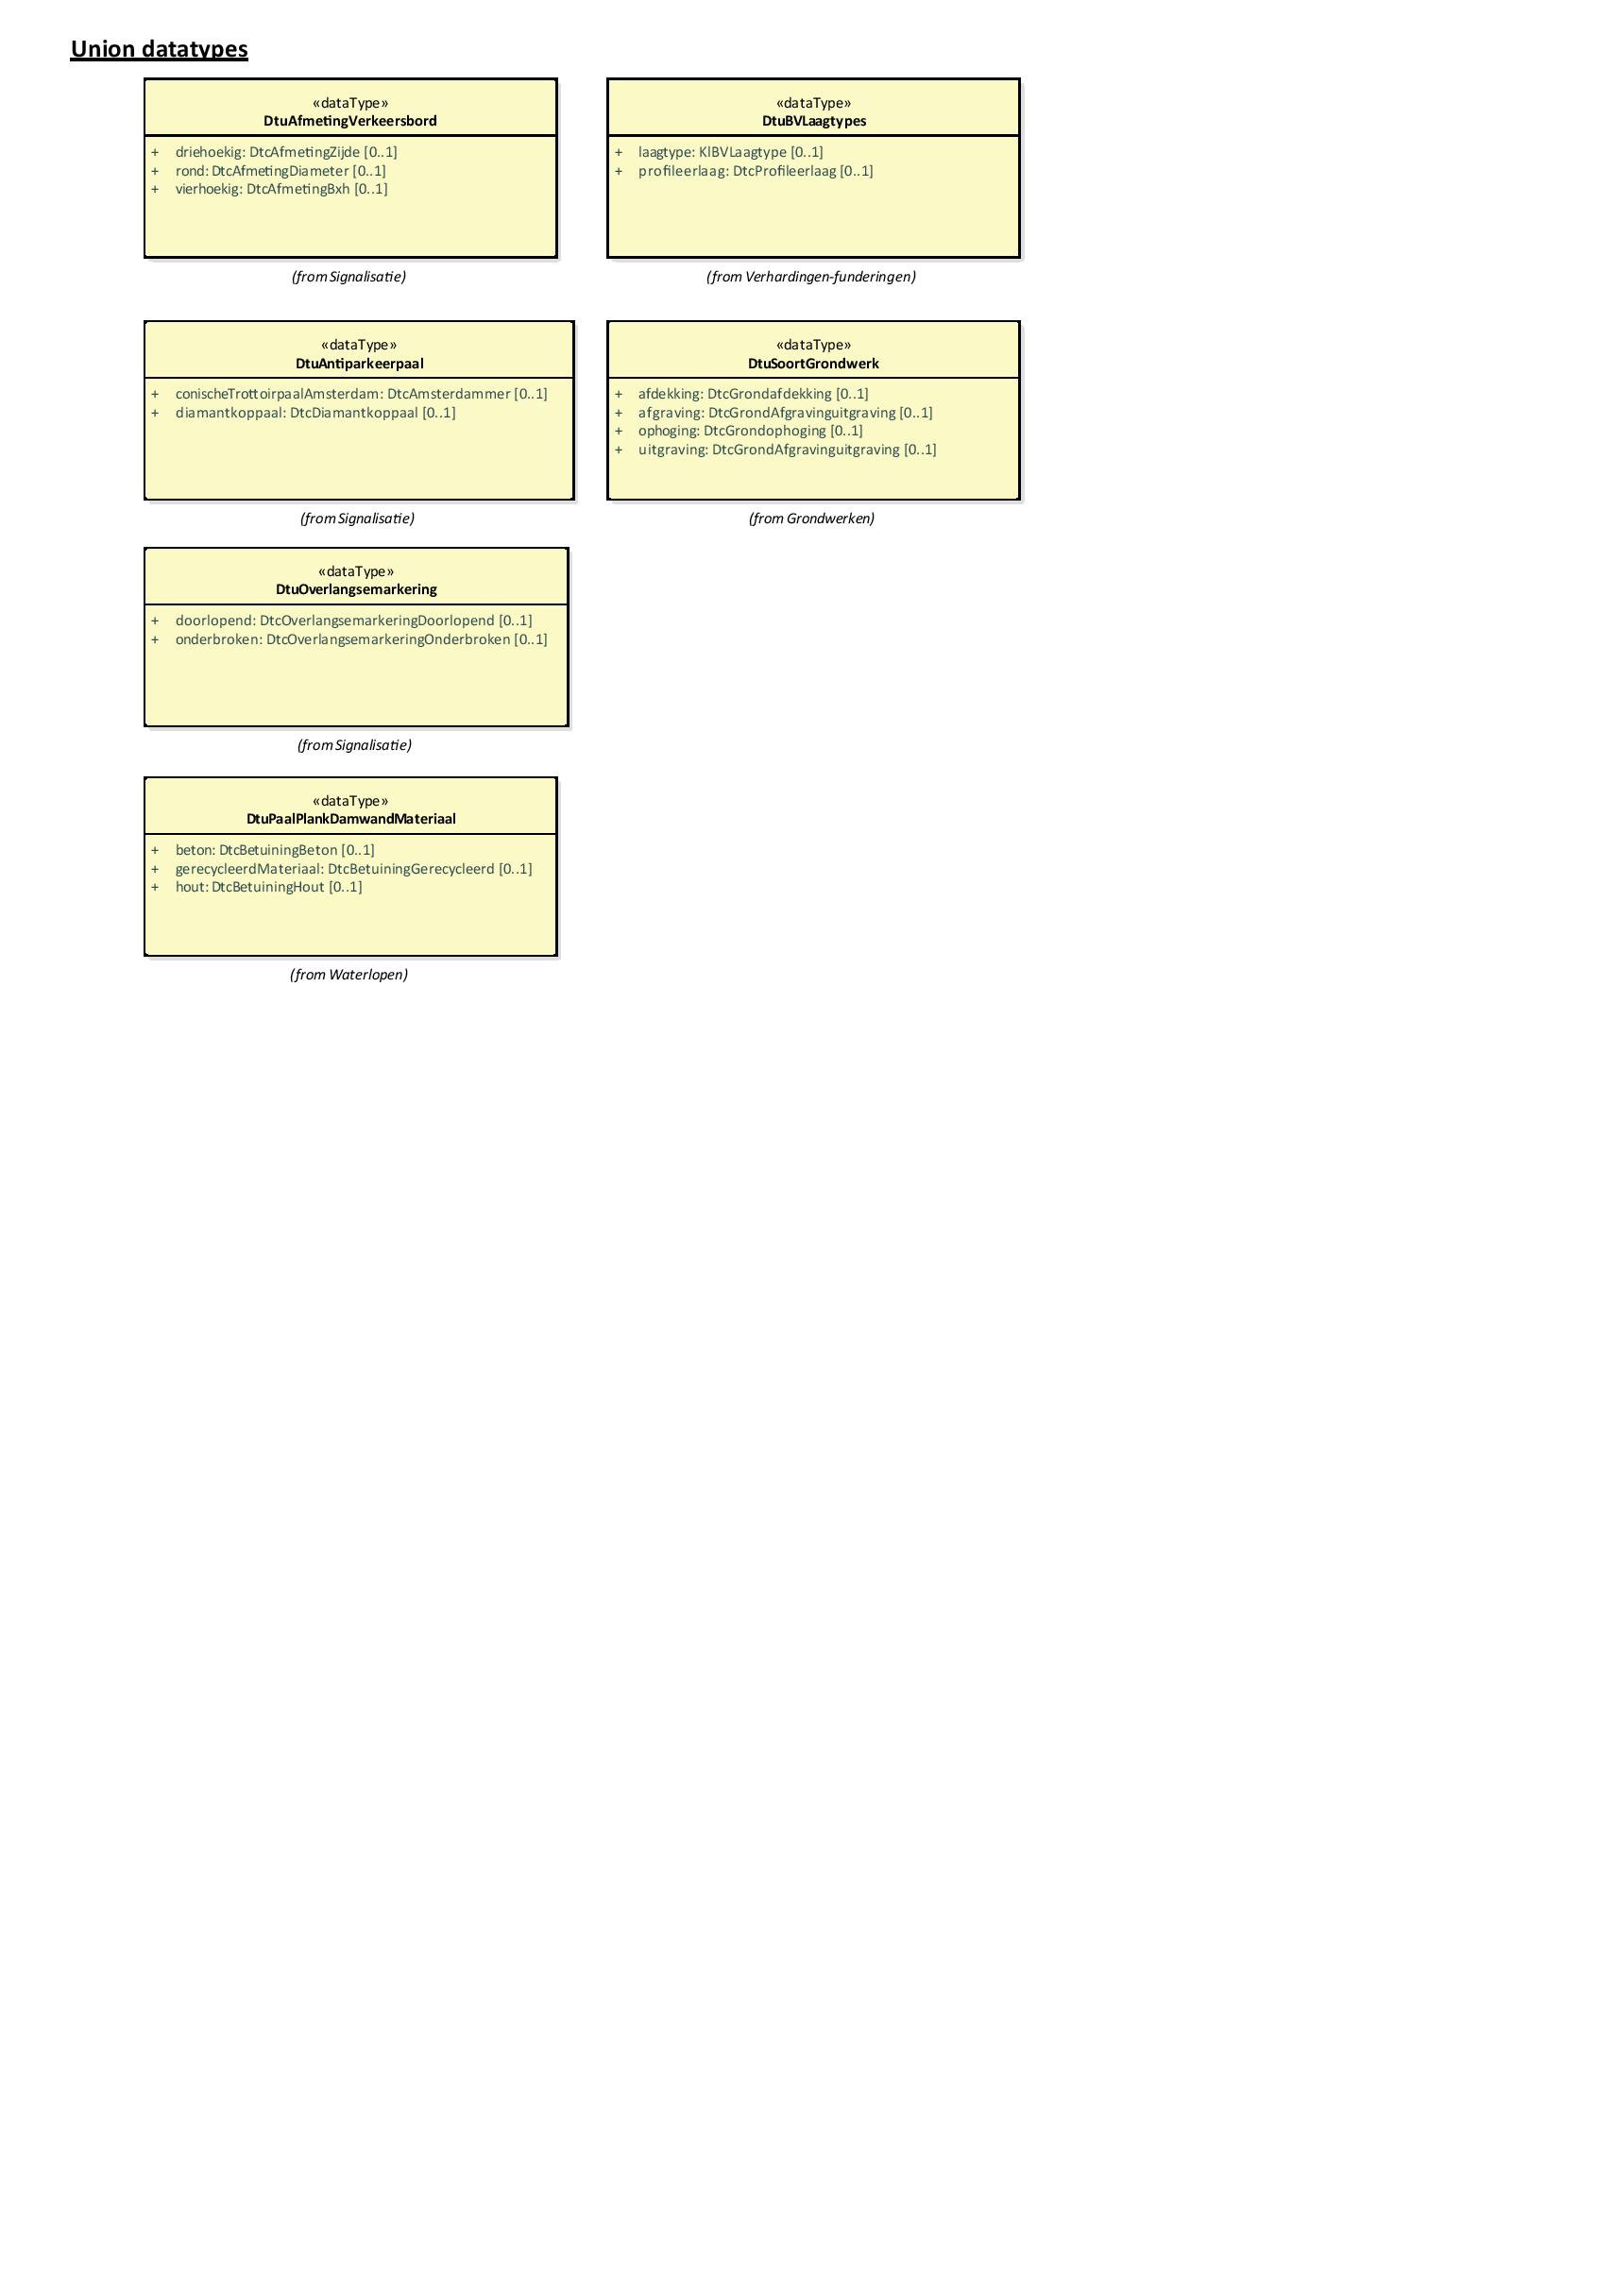 Union datatypes
«dataType»
DtuAfmetingVerkeersbord
+ driehoekig: DtcAfmetingZijde [0..1]
+ rond: DtcAfmetingDiameter [0..1]
+ vierhoekig: DtcAfmetingBxh [0..1]
(from Signalisatie)
«dataType»
DtuBVLaagtypes
+ laagtype: KlBVLaagtype [0..1]
+ profileerlaag: DtcProfileerlaag [0..1]
(from Verhardingen-funderingen)
«dataType»
DtuAntiparkeerpaal
+ conischeTrottoirpaalAmsterdam: DtcAmsterdammer [0..1]
+ diamantkoppaal: DtcDiamantkoppaal [0..1]
(from Signalisatie)
«dataType»
DtuSoortGrondwerk
+ afdekking: DtcGrondafdekking [0..1]
+ afgraving: DtcGrondAfgravinguitgraving [0..1]
+ ophoging: DtcGrondophoging [0..1]
+ uitgraving: DtcGrondAfgravinguitgraving [0..1]
(from Grondwerken)
«dataType»
DtuOverlangsemarkering
+ doorlopend: DtcOverlangsemarkeringDoorlopend [0..1]
+ onderbroken: DtcOverlangsemarkeringOnderbroken [0..1]
(from Signalisatie)
«dataType»
DtuPaalPlankDamwandMateriaal
+ beton: DtcBetuiningBeton [0..1]
+ gerecycleerdMateriaal: DtcBetuiningGerecycleerd [0..1]
+ hout: DtcBetuiningHout [0..1]
(from Waterlopen)